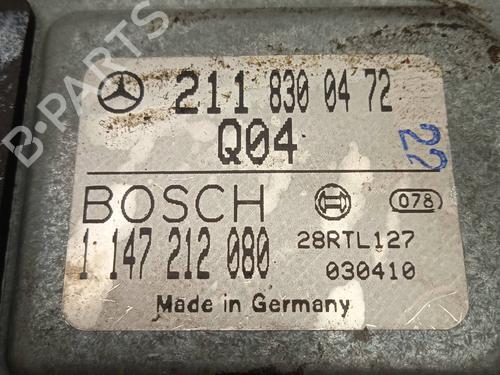 211 830 04 72
Q04
22
BOSCH
078
1 147 212 080
28RTL127
030410
Made in Germany
B-PARTS